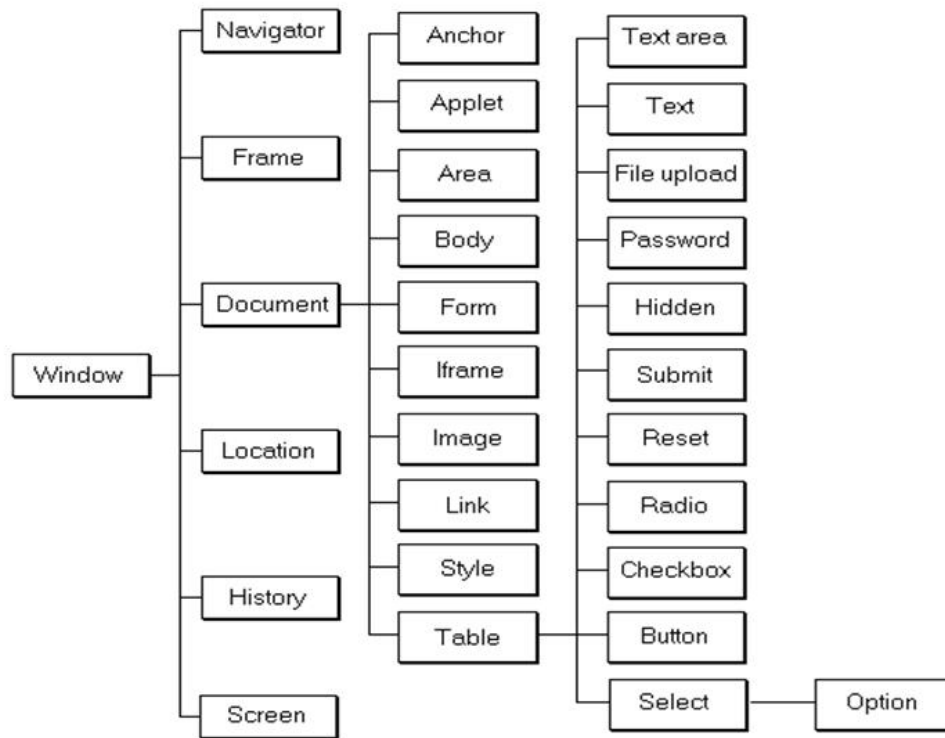 Navigator
Anchor
Text area
Applet
Text
Frame
Area
File upload
Body
Password
Document
Form
Hidden
Window
Iframe
Submit
Location
Image
Reset
Link
Radio
History
Style
Checkbox
Table
Button
Screen
Select
Option